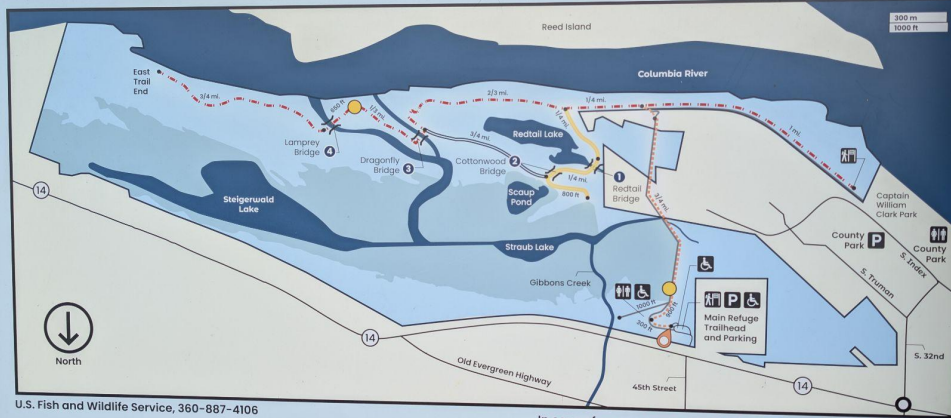 Reed Island
300 m
1000 ft
Columbia River
East
Trail
End
3/4 mi.
650 ft
1/3 mi.
2/3 mi.
1/4 mi.
1/4 mi.
1 mi.
Lamprey
Bridge
4
Dragonfly
Bridge
3
3/4 mi.
Redtail Lake
Cottonwood
Bridge
2
1/4 mi.
1
Redtail
Bridge
Scaup
Pond
800 ft
3/4 mi.
Captain
William
Clark Park
14
Steigerwald
Lake
Straub Lake
County
Park
P
County
Park
S. Index
S. Truman
Gibbons Creek
1000 ft
300 ft
P
Main Refuge
Trailhead
and Parking
North
14
Old Evergreen Highway
45th Street
14
S. 32nd
U.S. Fish and Wildlife Service, 360-887-4106